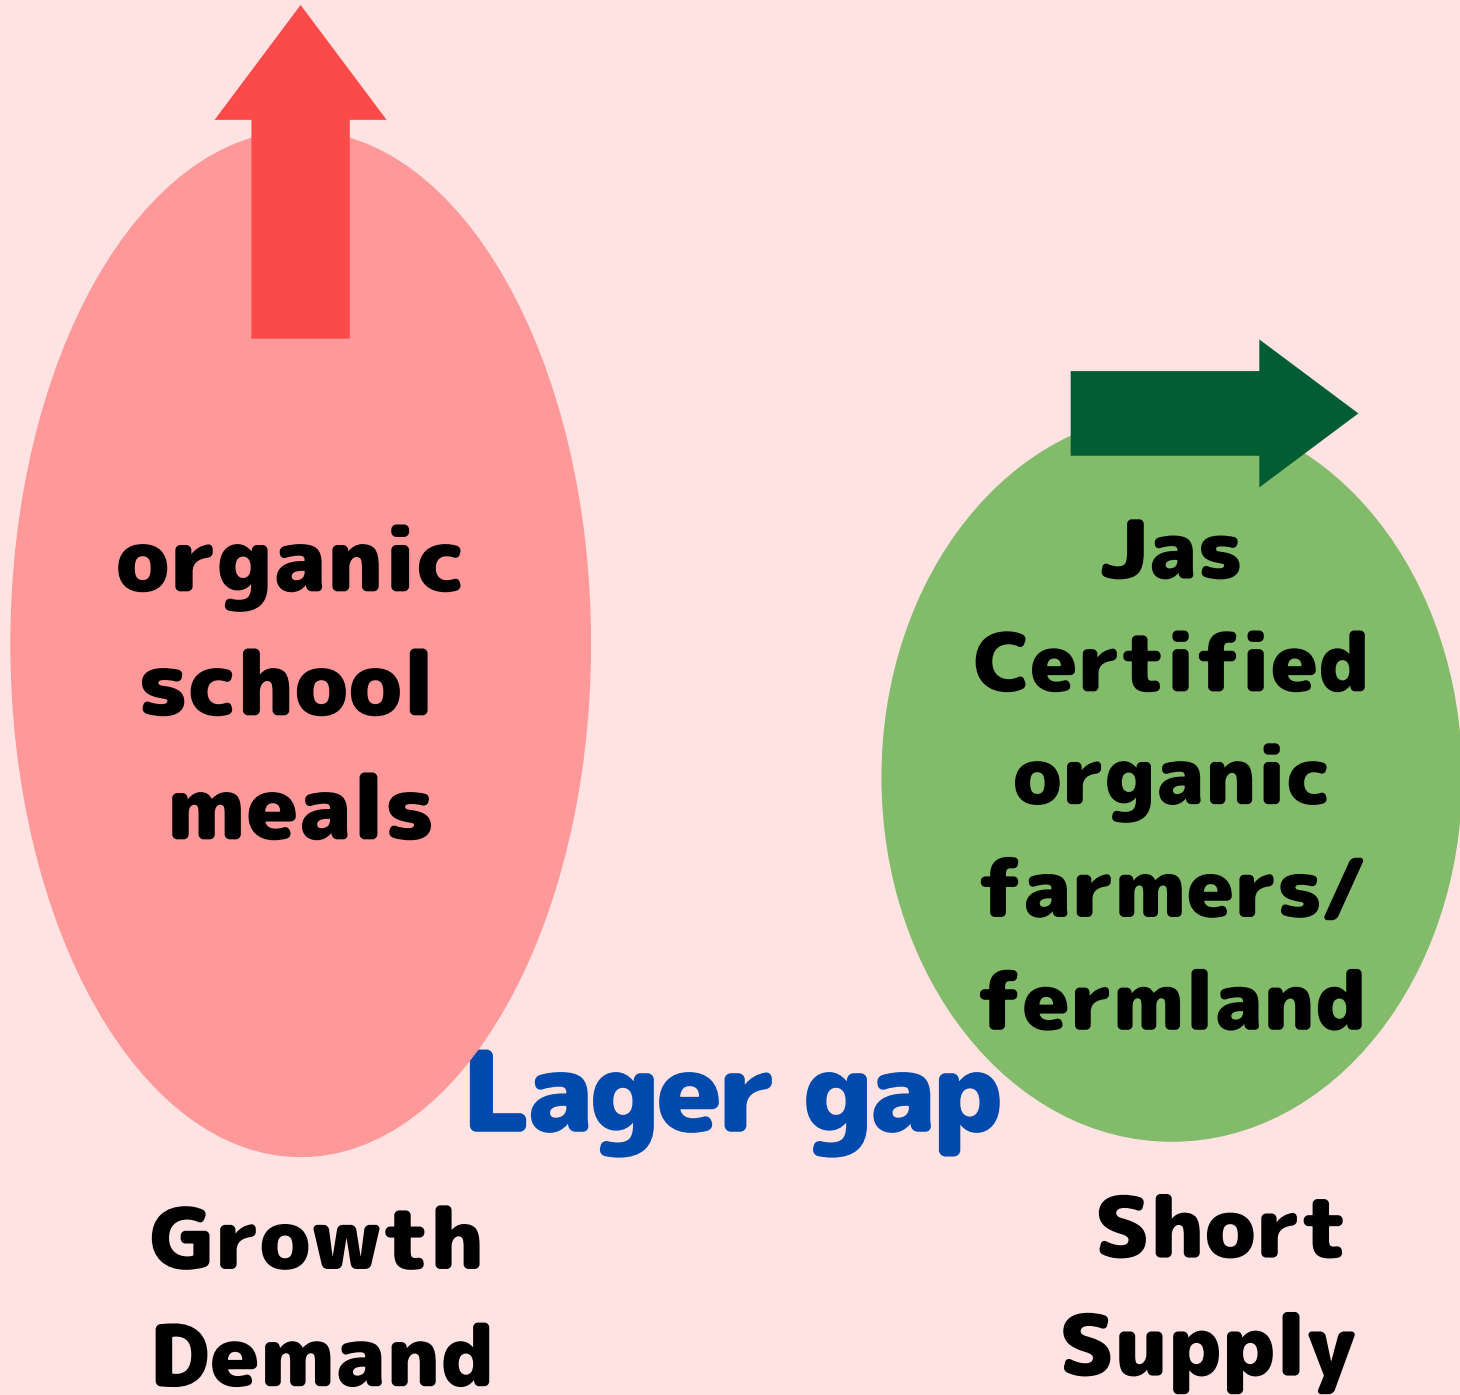 organic
school
meals
Jas
Certified
organic
farmers/
fermland
Lager gap
Growth
Demand
Short
Supply